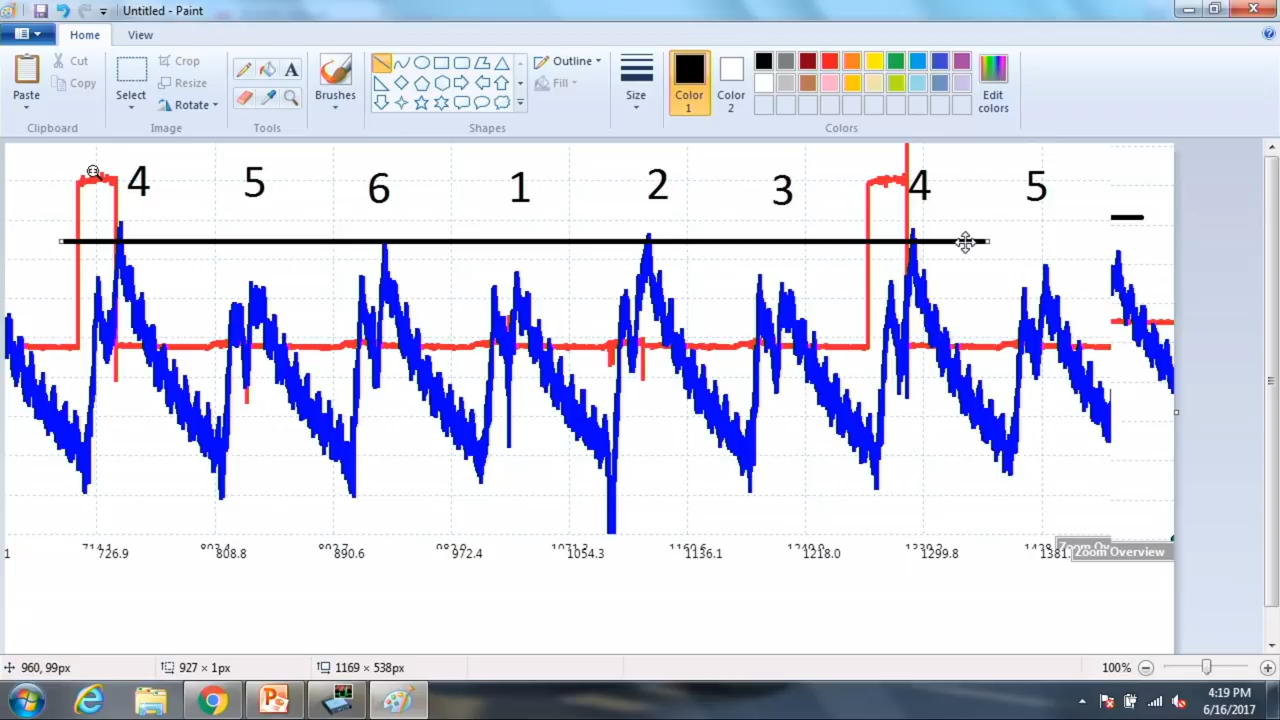 Untitled - Paint
Home View
Cut
Copy
Paste
Crop
Resize
Rotate
Select
Brushes
Outline
Fill
Size
Color 1
Color 2
Edit colors
Clipboard Image Tools Shapes Colors
4 5 6 1 2 3 4 5
1 726.9 808.8 890.6 972.4 1054.3 1136.1 1218.0 1299.8 1381.
Zoom Overview
960, 99px 927 × 1px 1169 × 538px 100%
4:19 PM
6/16/2017